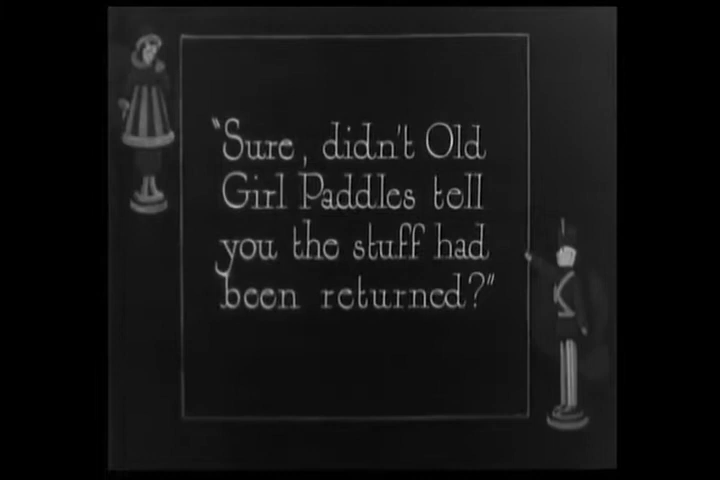 "Sure, didn't Old
Girl Paddles tell
you the stuff had
been returned?"